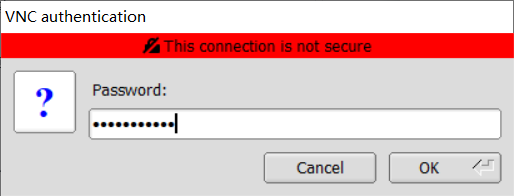 VNC authentication
This connection is not secure
?
Password:
•••••••••••
Cancel
OK